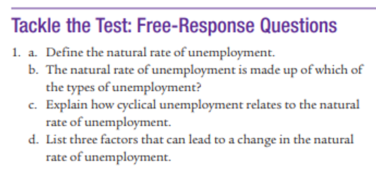 Tackle the Test: Free-Response Questions
1. a. Define the natural rate of unemployment.
b. The natural rate of unemployment is made up of which of
the types of unemployment?
c. Explain how cyclical unemployment relates to the natural
rate of unemployment.
d. List three factors that can lead to a change in the natural
rate of unemployment.